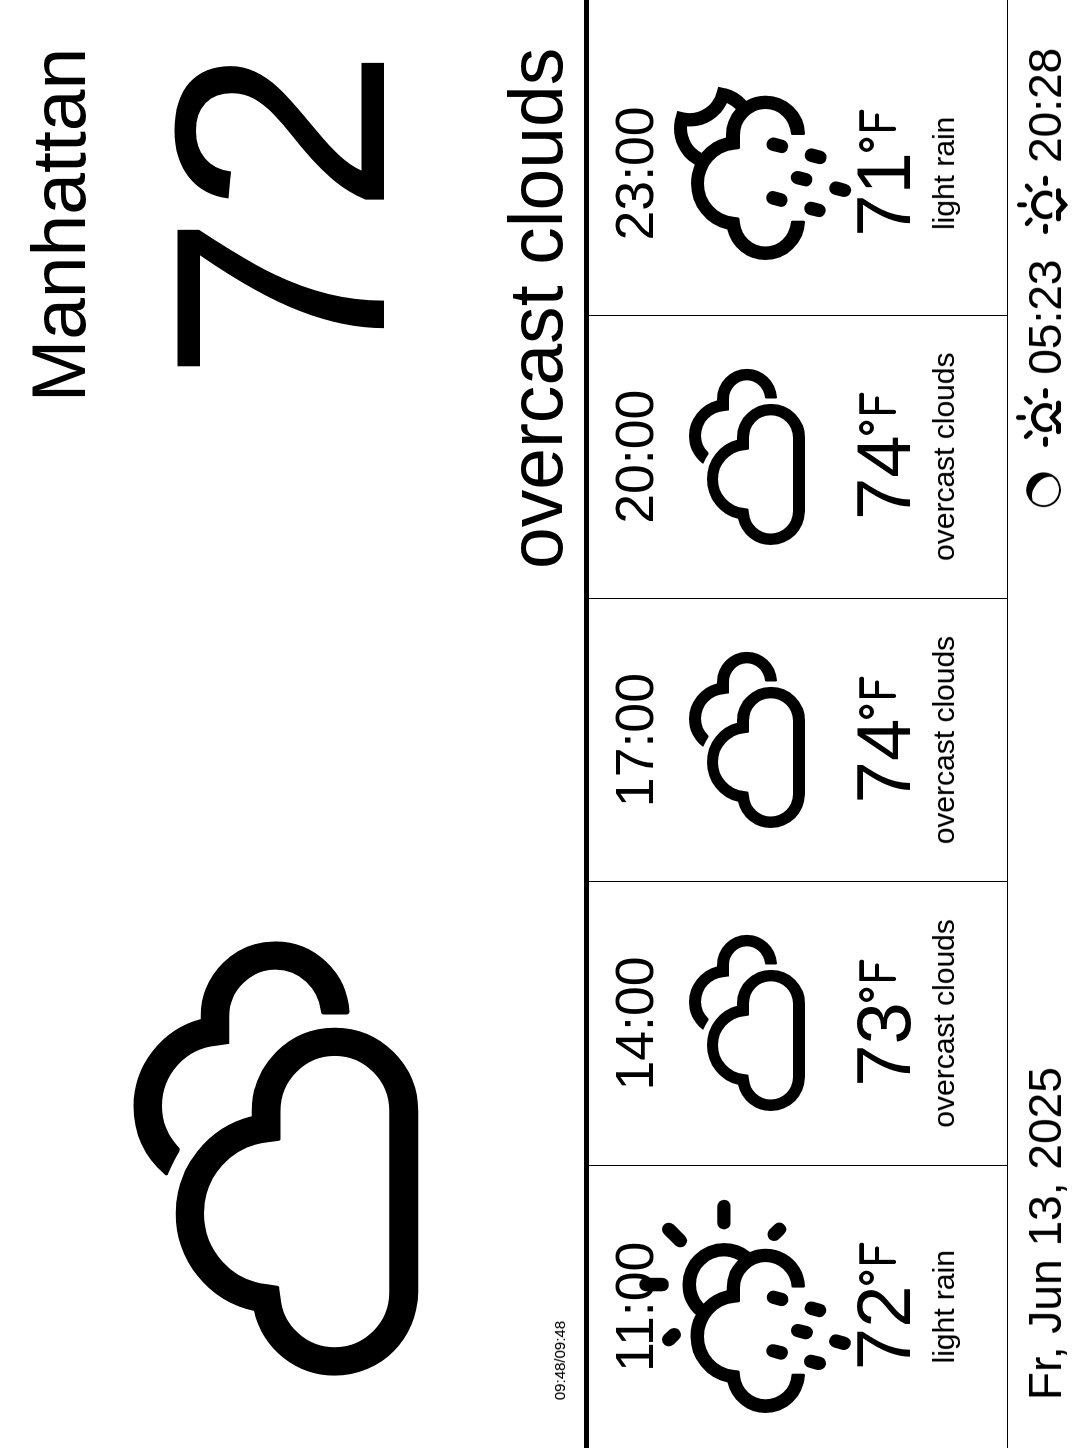 Manhattan
72
overcast clouds
09:48/09:48
11:00 14:00 17:00 20:00 23:00
72°F 73°F 74°F 74°F 71°F
light rain overcast clouds overcast clouds overcast clouds light rain
Fr, Jun 13, 2025 05:23 20:28